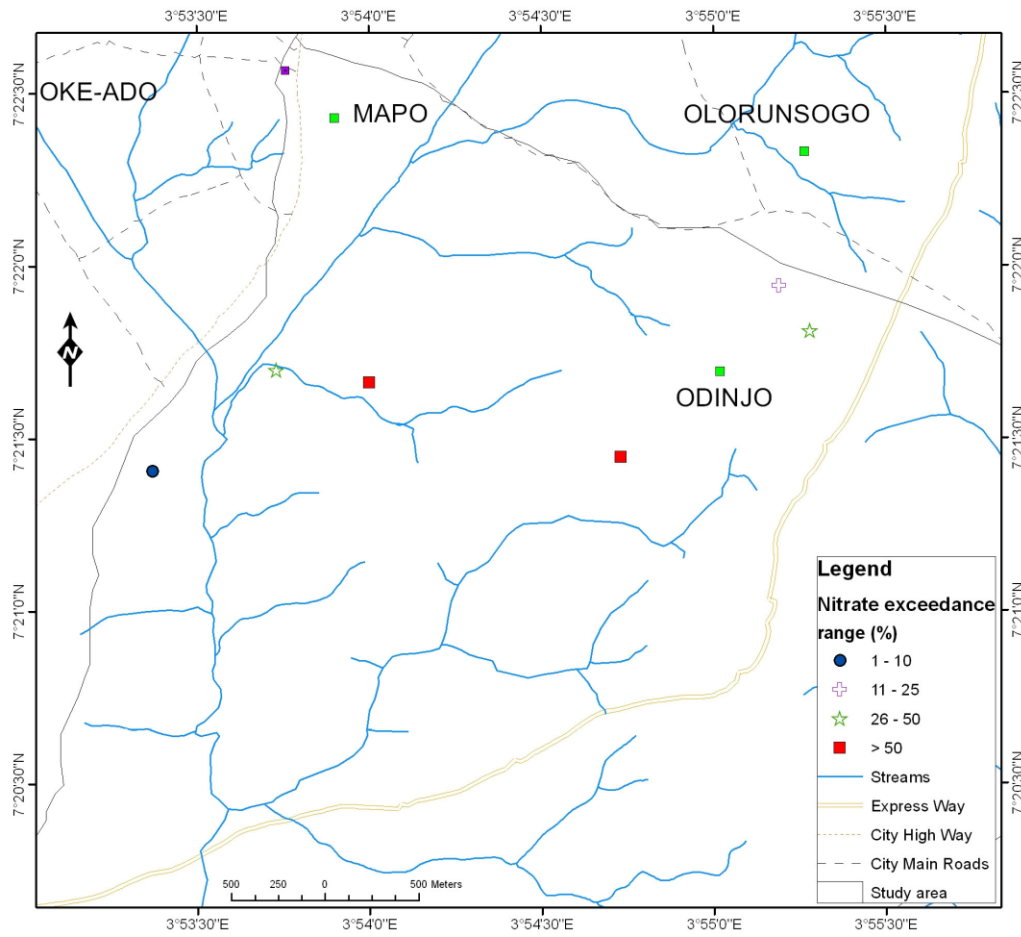 3°53'30"E 3°54'0"E 3°54'30"E 3°55'0"E 3°55'30"E
7°22'30"N 7°22'30"N
OKE-ADO
MAPO
OLORUNSOGO
7°22'0"N 7°22'0"N
N
ODINJO
7°21'30"N 7°21'30"N
7°21'0"N 7°21'0"N
Legend
Nitrate exceedance
range (%)
1 - 10
11 - 25
26 - 50
> 50
Streams
Express Way
City High Way
City Main Roads
Study area
7°20'30"N 7°20'30"N
500 250 0 500 Meters
3°53'30"E 3°54'0"E 3°54'30"E 3°55'0"E 3°55'30"E